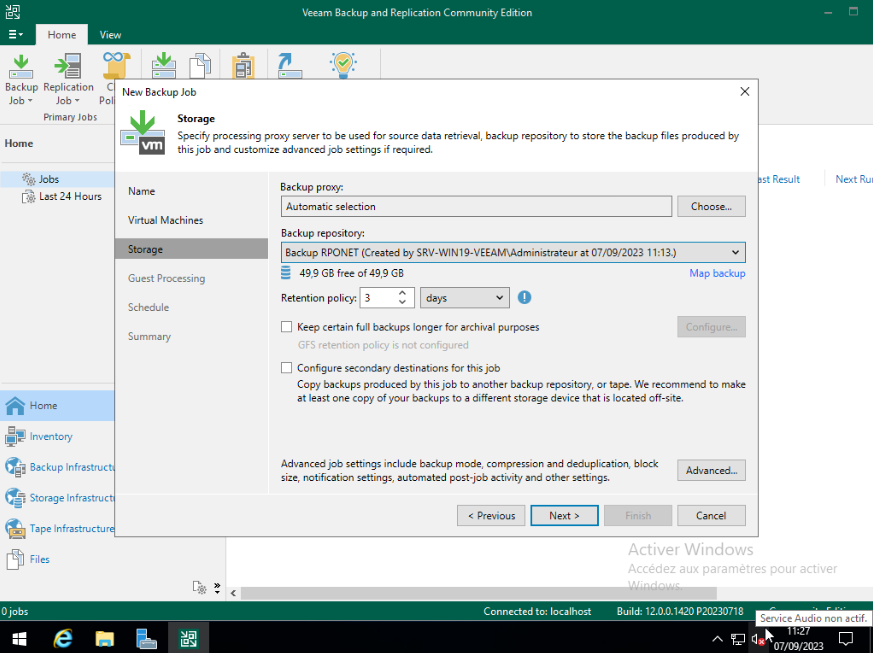 Veeam Backup and Replication Community Edition
Home View
Backup Job
Replication Job
Primary Jobs
Home
Jobs
Last 24 Hours
New Backup Job
Storage
Specify processing proxy server to be used for source data retrieval, backup repository to store the backup files produced by
this job and customize advanced job settings if required.
Name
Virtual Machines
Storage
Guest Processing
Schedule
Summary
Backup proxy:
Automatic selection
Choose...
Backup repository:
Backup RPONET (Created by SRV-WIN19-VEEAM\Administrateur at 07/09/2023 11:13.)
49,9 GB free of 49,9 GB
Map backup
Retention policy: 3 days
Keep certain full backups longer for archival purposes
Configure...
GFS retention policy is not configured
Configure secondary destinations for this job
Copy backups produced by this job to another backup repository, or tape. We recommend to make
at least one copy of your backups to a different storage device that is located off-site.
Advanced job settings include backup mode, compression and deduplication, block
size, notification settings, automated post-job activity and other settings.
Advanced...
< Previous Next > Finish Cancel
Result Next
Home
Inventory
Backup
Storage
Tape Infrastructure
Files
Activer Windows
Accédez aux paramètres pour activer
Windows.
0 jobs
Connected to: localhost Build: 12.0.0.1420 P20230718
Service Audio non actif.
11:27
07/09/2023